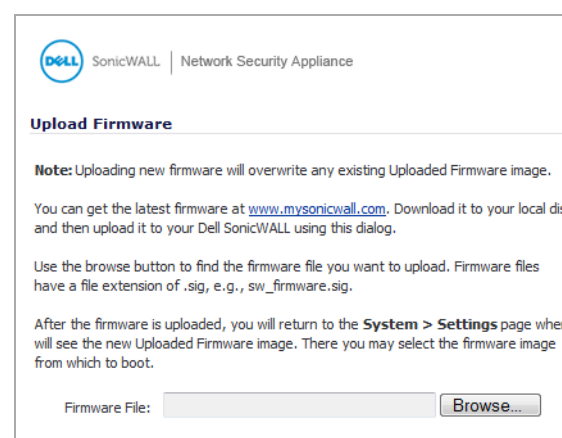 DELL SonicWALL | Network Security Appliance
Upload Firmware
Note: Uploading new firmware will overwrite any existing Uploaded Firmware image.
You can get the latest firmware at www.mysonicwall.com. Download it to your local dis
and then upload it to your Dell SonicWALL using this dialog.
Use the browse button to find the firmware file you want to upload. Firmware files
have a file extension of .sig, e.g., sw_firmware.sig.
After the firmware is uploaded, you will return to the System > Settings page wher
will see the new Uploaded Firmware image. There you may select the firmware image
from which to boot.
Firmware File: Browse...